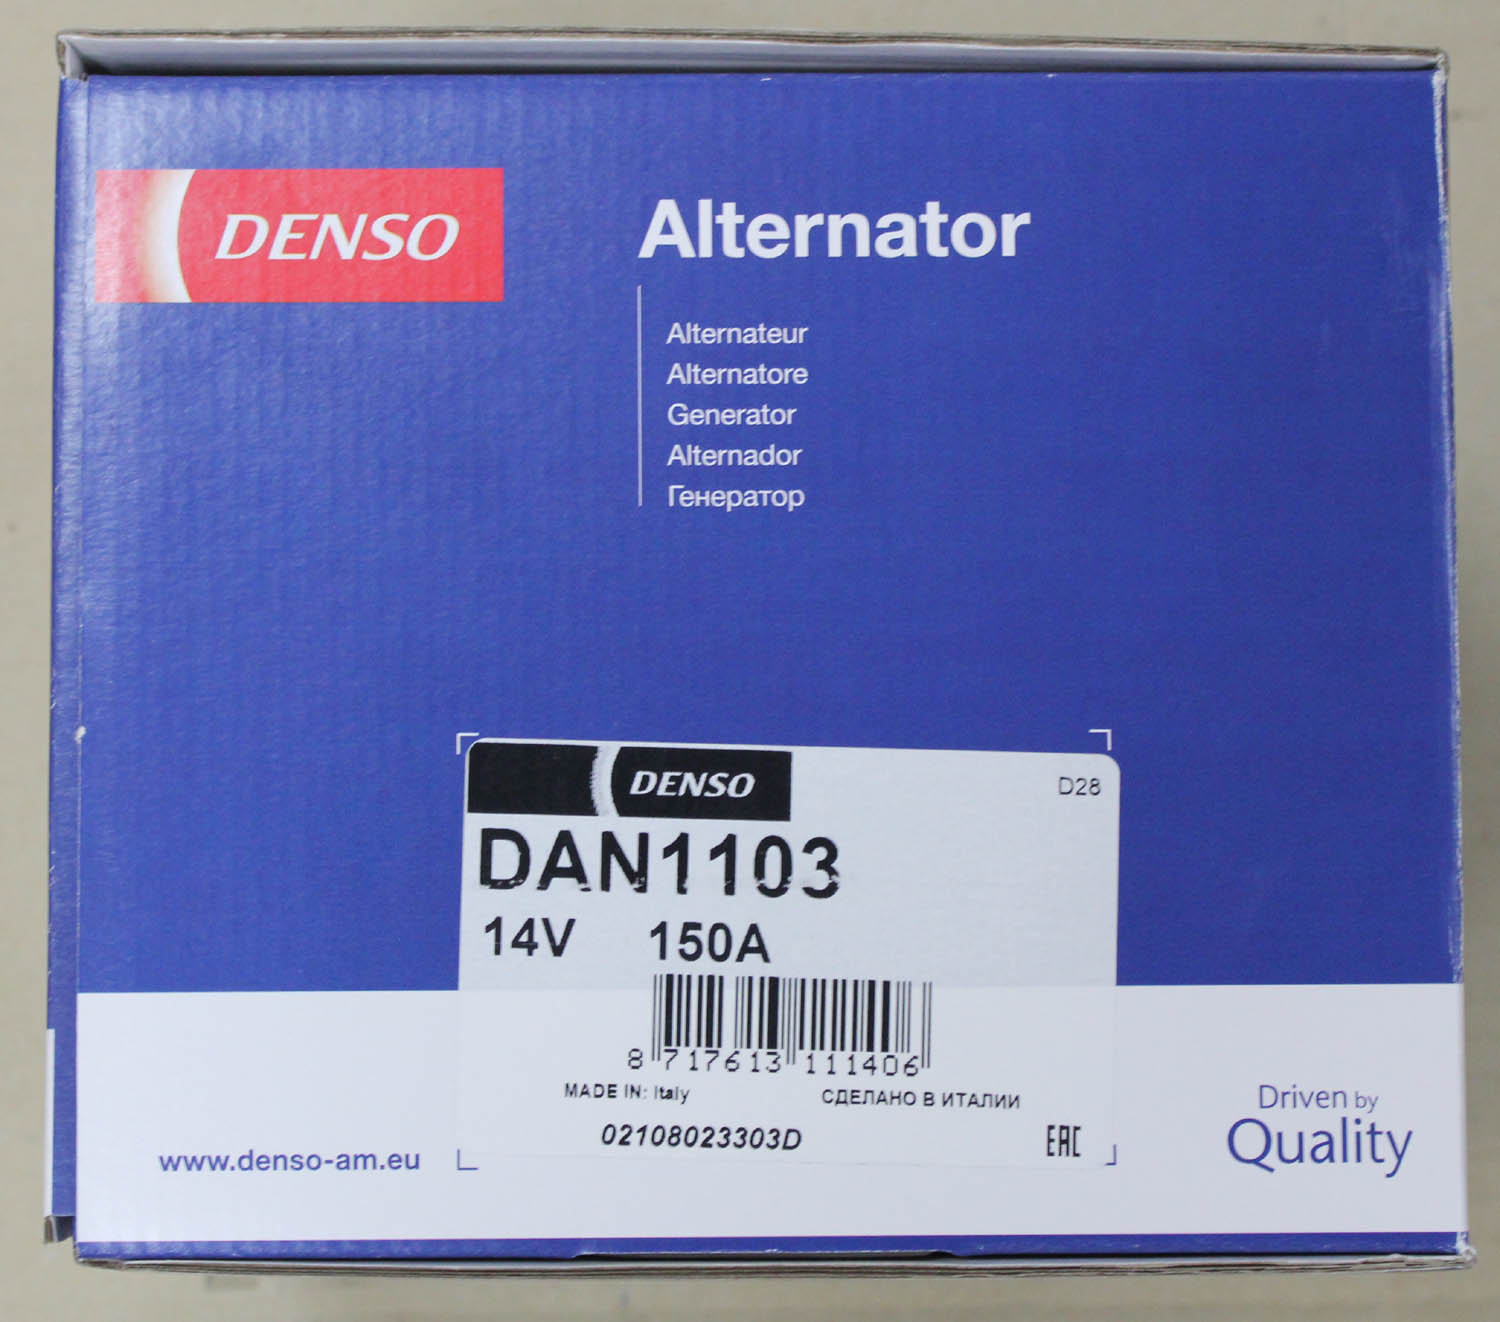 DENSO
Alternator
Alternateur
Alternatore
Generator
Alternador
Генератор
DENSO
D28
DAN1103
14V 150A
8 717613 111406
MADE IN: Italy СДЕЛАНО В ИТАЛИИ
02108023303D
EAC
www.denso-am.eu
Driven by
Quality